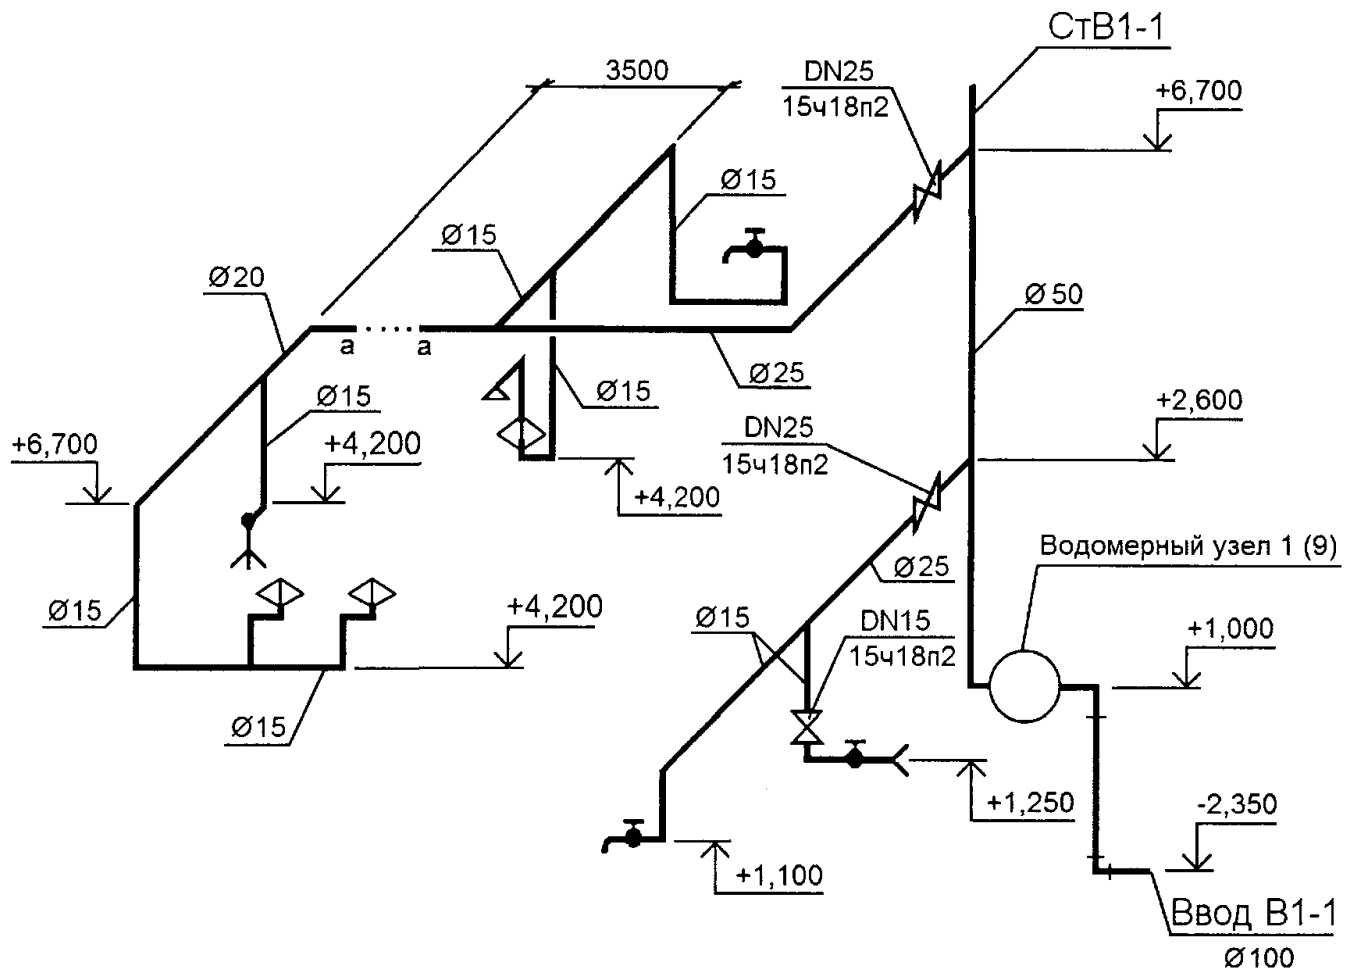 СтВ1-1
3500
DN25
15ч18п2
+6,700
Ø15
Ø15
Ø20
Ø50
а
а
Ø25
Ø15
Ø15
+2,600
DN25
15ч18п2
+6,700
+4,200
+4,200
Водомерный узел 1 (9)
Ø25
Ø15
+4,200
Ø15
DN15
15ч18п2
+1,000
Ø15
+1,250
-2,350
+1,100
Ввод В1-1
Ø100